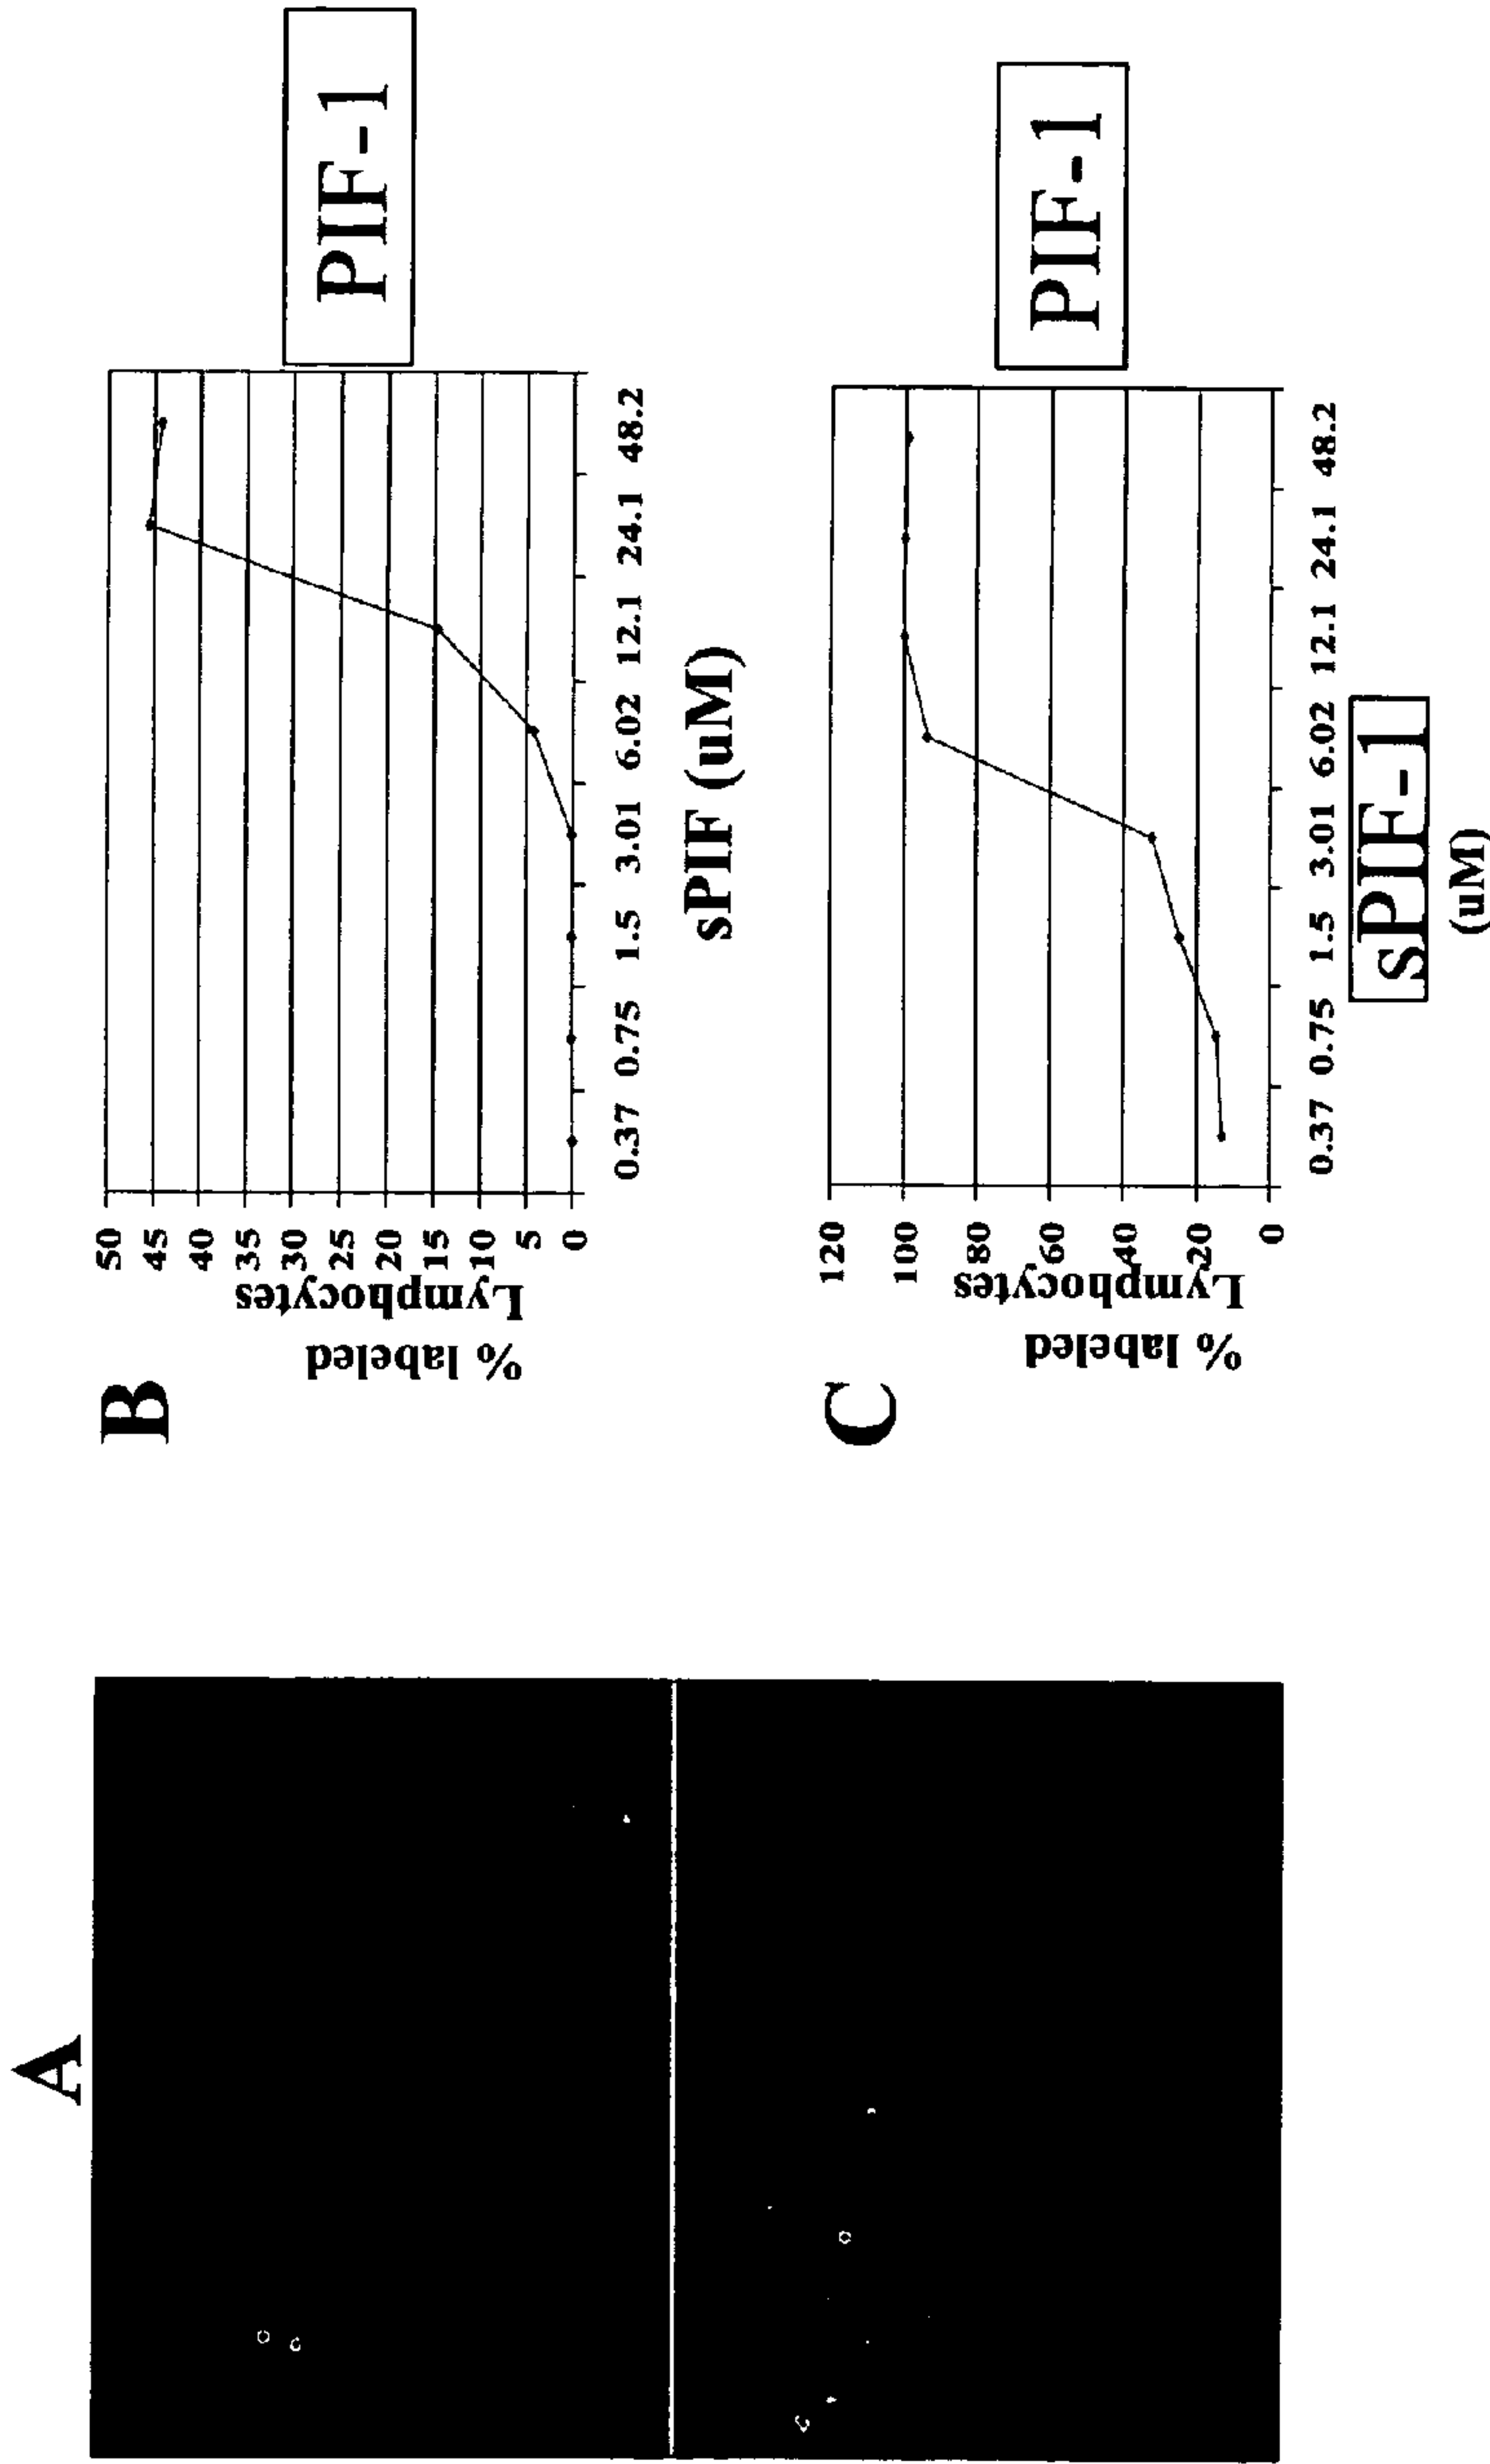 A
B
% labeled
Lymphocytes
50
45
40
35
30
25
20
15
10
5
0
0.37 0.75 1.5 3.01 6.02 12.1 24.1 48.2
sPIF (uM)
PIF-1
C
% labeled
Lymphocytes
120
100
80
60
40
20
0
0.37 0.75 1.5 3.01 6.02 12.1 24.1 48.2
sPIF-1
(uM)
PIF-1